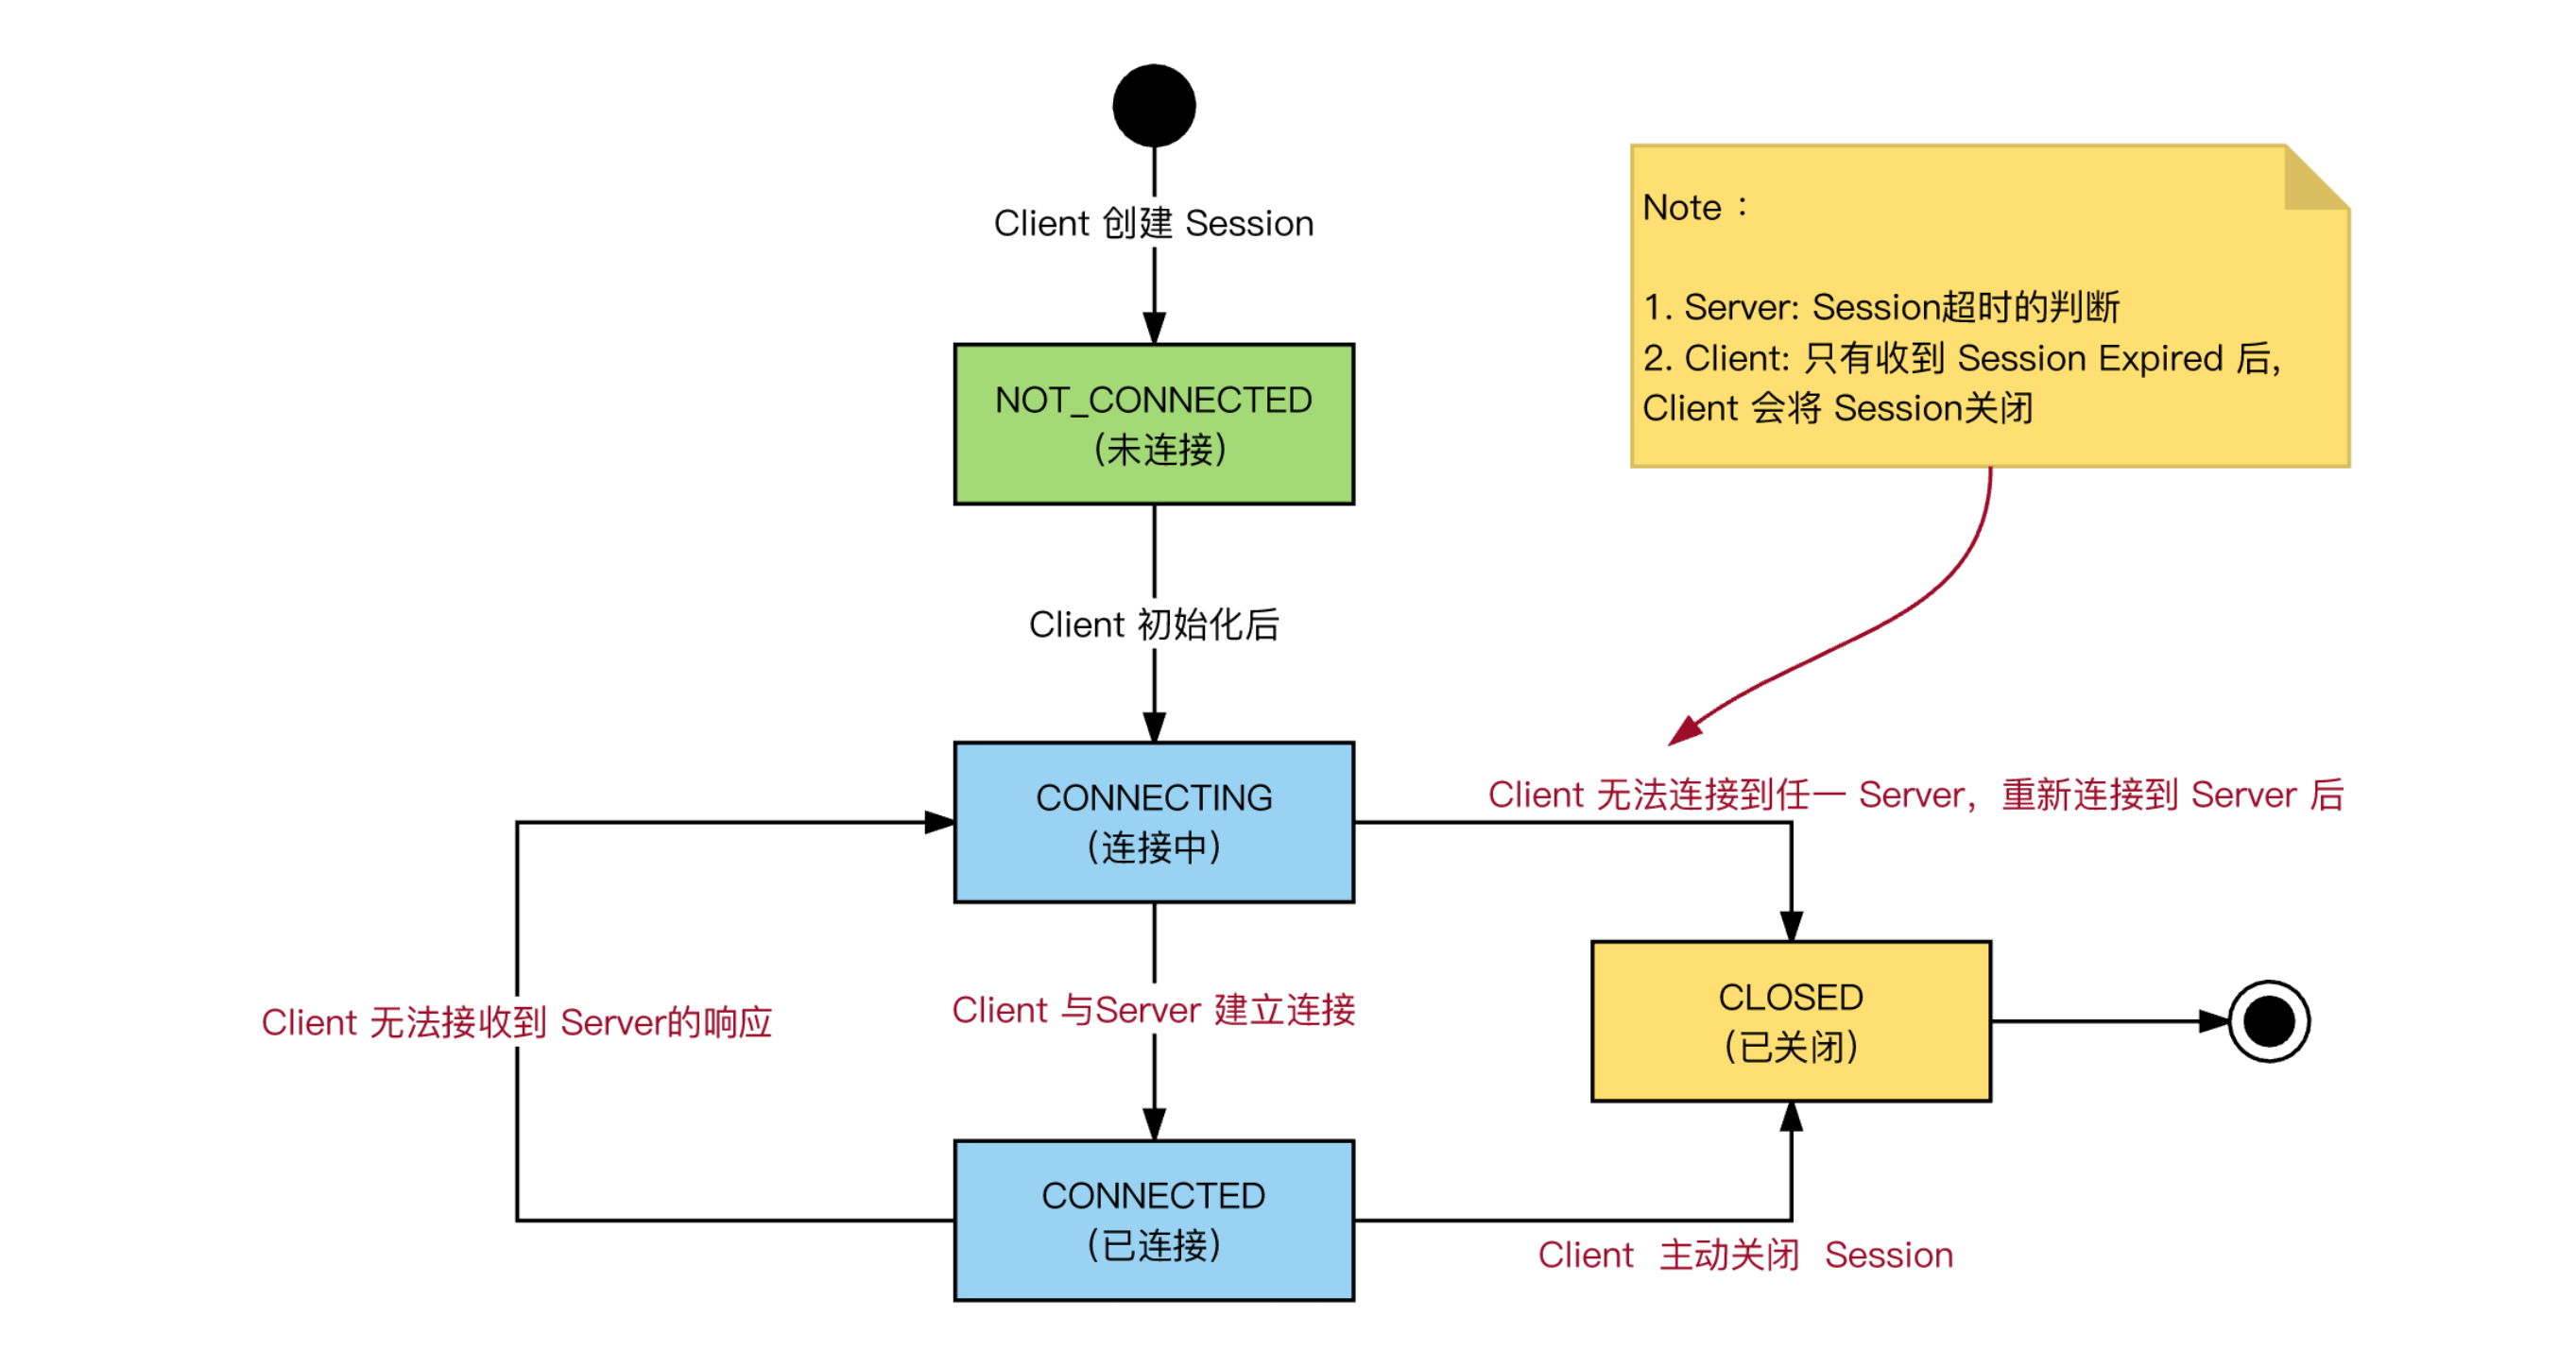 Client 创建 Session
Note：
1. Server: Session超时的判断
2. Client: 只有收到 Session Expired 后，
Client 会将 Session关闭
NOT_CONNECTED
（未连接）
Client 初始化后
CONNECTING
（连接中）
Client 无法连接到任一 Server，重新连接到 Server 后
Client 无法接收到 Server的响应
Client 与Server 建立连接
CLOSED
（已关闭）
CONNECTED
（已连接）
Client 主动关闭 Session